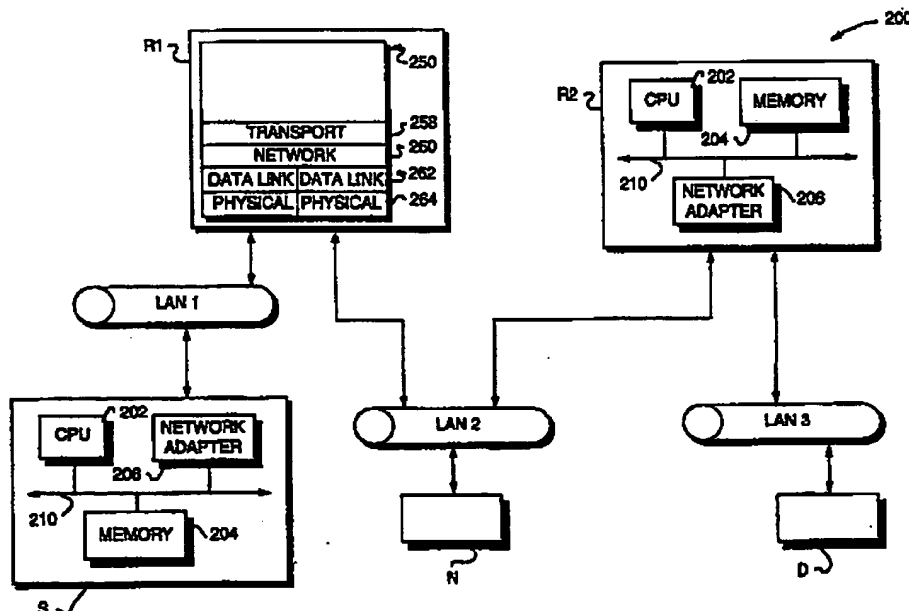 200
R1
250
TRANSPORT
258
NETWORK
260
DATA LINK DATA LINK
262
PHYSICAL PHYSICAL
264
R2
CPU
202
MEMORY
204
210
NETWORK
ADAPTER
206
LAN 1
LAN 2
LAN 3
CPU
202
NETWORK
ADAPTER
206
210
MEMORY
204
S
N
D